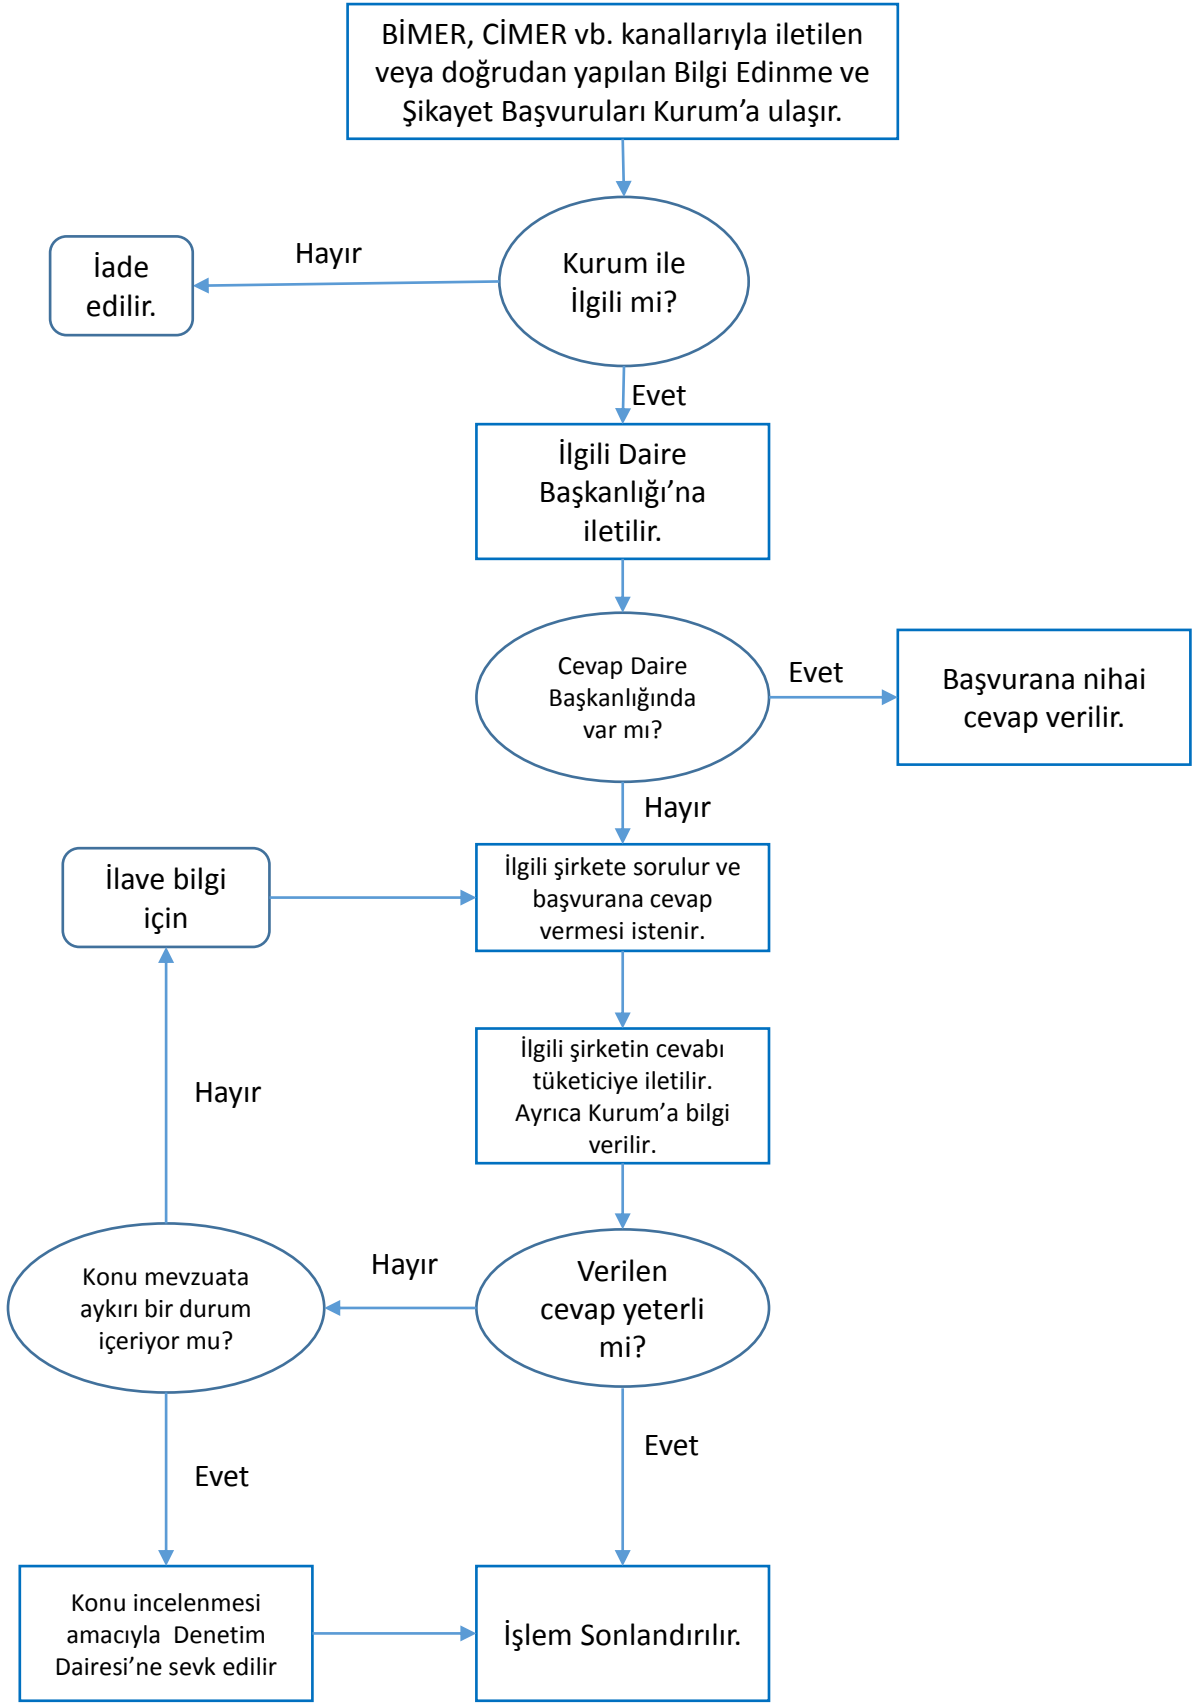 BİMER, CİMER vb. kanallarıyla iletilen
veya doğrudan yapılan Bilgi Edinme ve
Şikayet Başvuruları Kurum’a ulaşır.
Hayır
İade
edilir.
Kurum ile
İlgili mi?
Evet
İlgili Daire
Başkanlığı’na
iletilir.
Cevap Daire
Başkanlığında
var mı?
Evet
Başvurana nihai
cevap verilir.
Hayır
İlave bilgi
için
İlgili şirkete sorulur ve
başvurana cevap
vermesi istenir.
İlgili şirketin cevabı
tüketiciye iletilir.
Ayrıca Kurum’a bilgi
verilir.
Hayır
Hayır
Verilen
cevap yeterli
mi?
Konu mevzuata
aykırı bir durum
içeriyor mu?
Evet
Evet
Konu incelenmesi
amacıyla  Denetim
Dairesi’ne sevk edilir
İşlem Sonlandırılır.